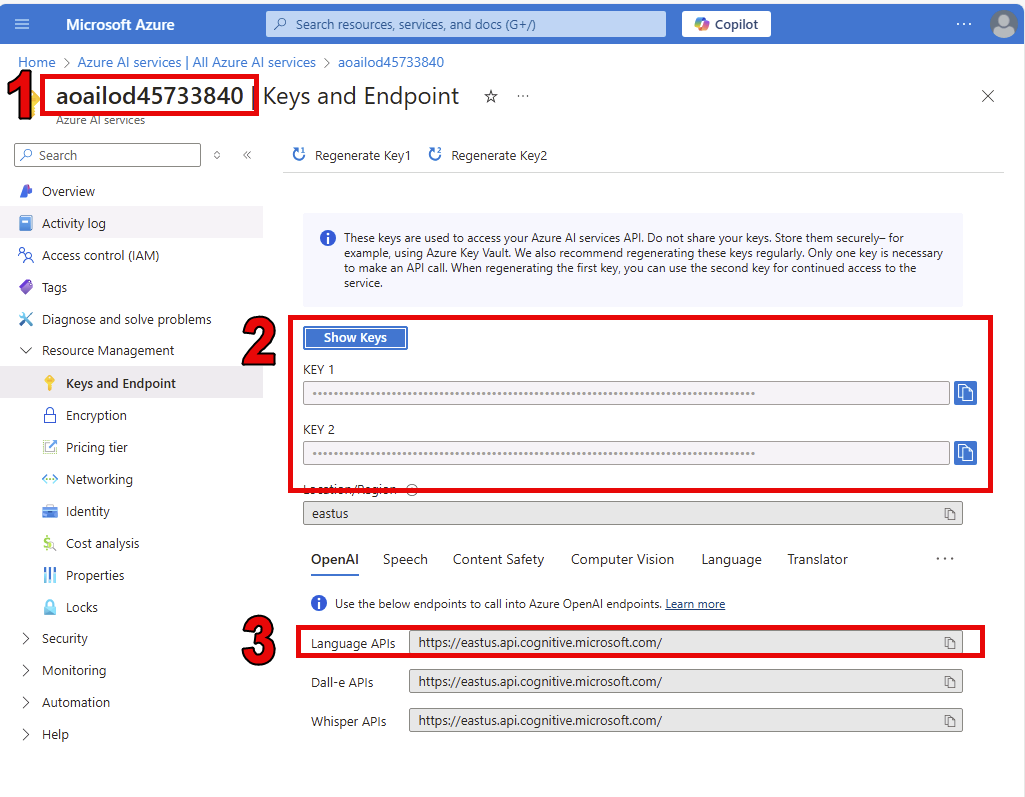 Microsoft Azure
Search resources, services, and docs (G+/)
Copilot
Home > Azure AI services | All Azure AI services > aoailod45733840
1
aoailod45733840 | Keys and Endpoint
Azure AI services
Search
Regenerate Key1
Regenerate Key2
Overview
Activity log
Access control (IAM)
Tags
Diagnose and solve problems
Resource Management
Keys and Endpoint
Encryption
Pricing tier
Networking
Identity
Cost analysis
Properties
Locks
Security
Monitoring
Automation
Help
These keys are used to access your Azure AI services API. Do not share your keys. Store them securely– for
example, using Azure Key Vault. We also recommend regenerating these keys regularly. Only one key is necessary
to make an API call. When regenerating the first key, you can use the second key for continued access to the
service.
2
Show Keys
KEY 1
KEY 2
Location/Region
eastus
OpenAI
Speech
Content Safety
Computer Vision
Language
Translator
Use the below endpoints to call into Azure OpenAI endpoints. Learn more
3
Language APIs
https://eastus.api.cognitive.microsoft.com/
Dall-e APIs
https://eastus.api.cognitive.microsoft.com/
Whisper APIs
https://eastus.api.cognitive.microsoft.com/